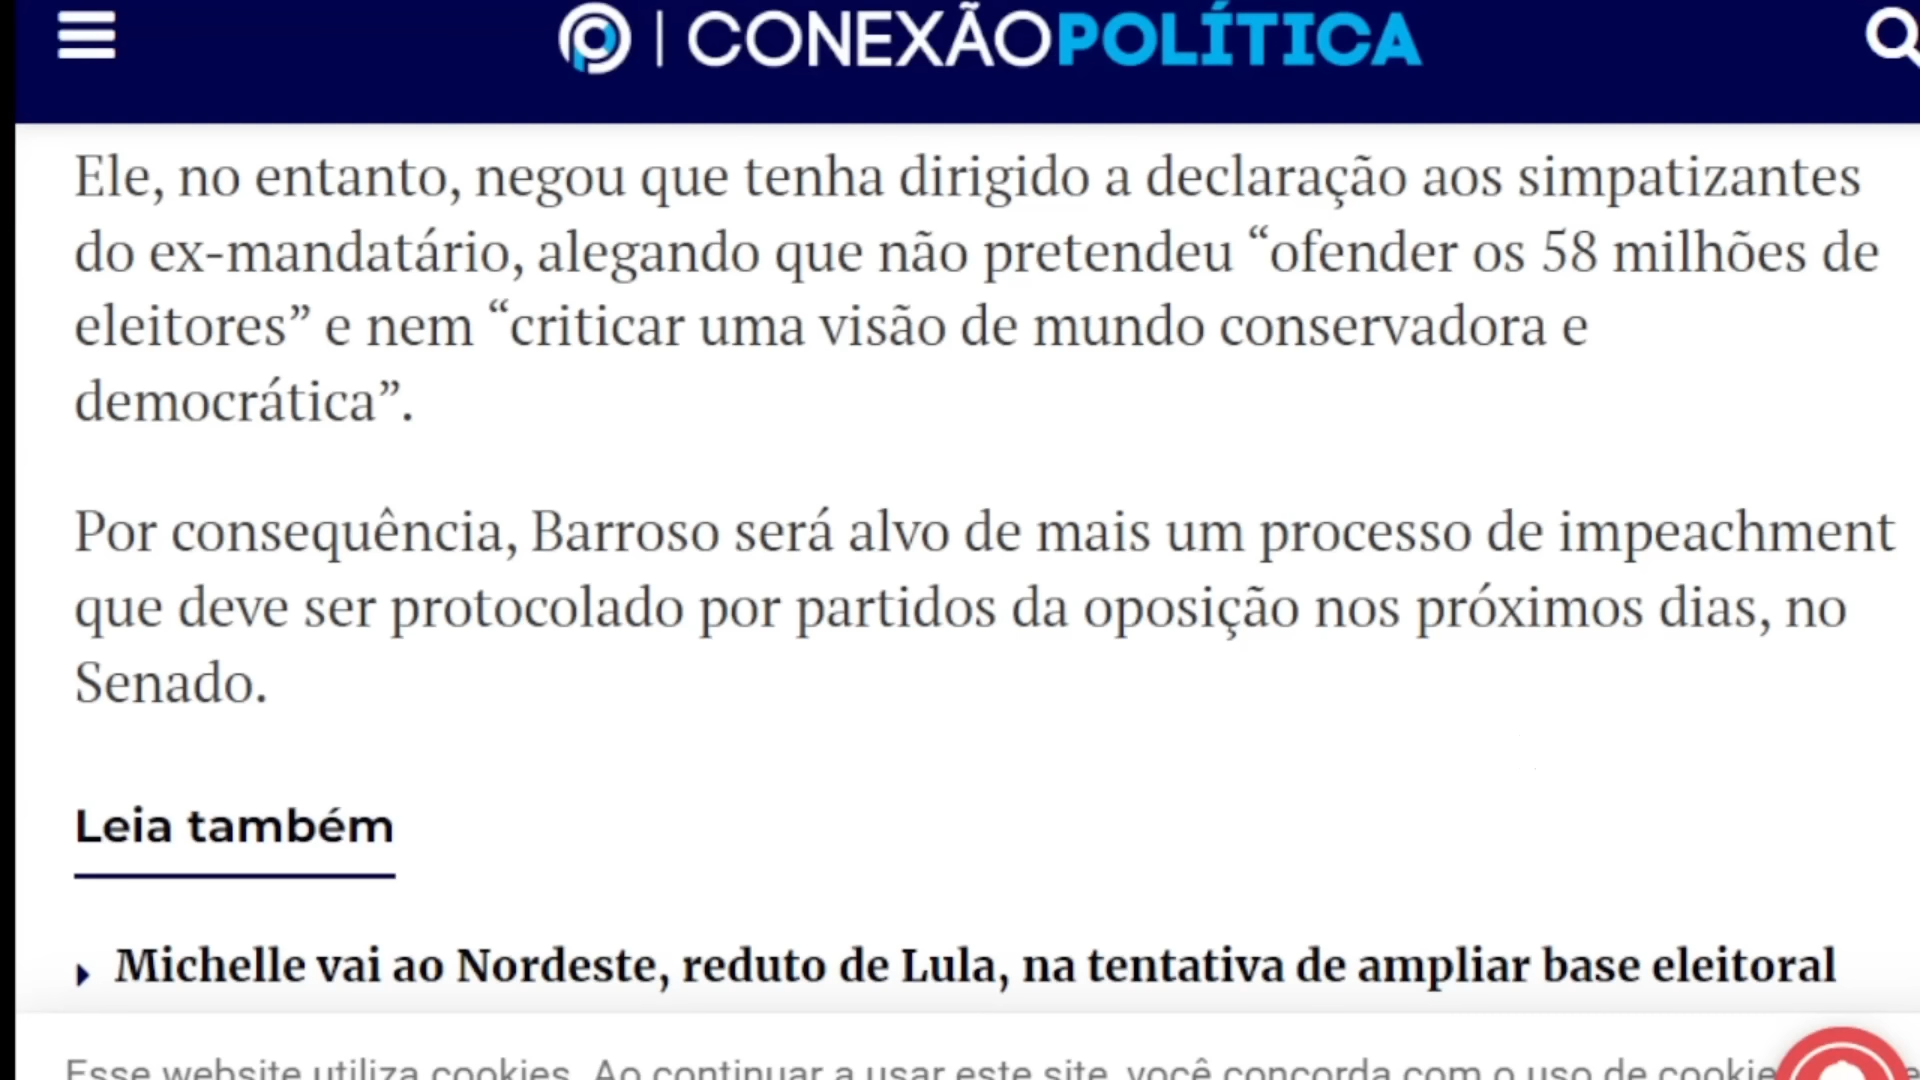 CONEXÃOPOLÍTICA
Ele, no entanto, negou que tenha dirigido a declaração aos simpatizantes
do ex-mandatário, alegando que não pretendeu “ofender os 58 milhões de
eleitores” e nem “criticar uma visão de mundo conservadora e
democrática”.
Por consequência, Barroso será alvo de mais um processo de impeachment
que deve ser protocolado por partidos da oposição nos próximos dias, no
Senado.
Leia também
Michelle vai ao Nordeste, reduto de Lula, na tentativa de ampliar base eleitoral
Esse website utiliza cookies. Ao continuar a usar este site, você concorda com o uso de cookie